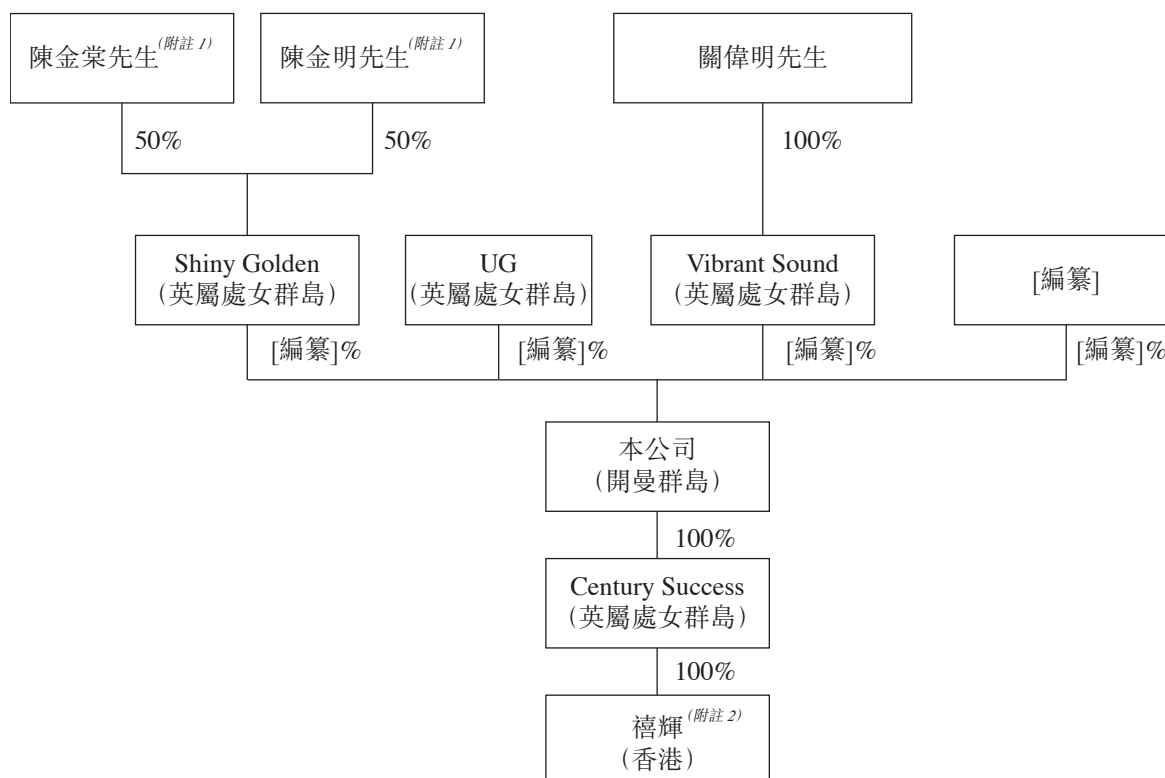 陳金棠先生(附註 1)
陳金明先生(附註 1)
關偉明先生
50%
50%
100%
Shiny Golden
(英屬處女群島)
UG
(英屬處女群島)
Vibrant Sound
(英屬處女群島)
[編纂]
[編纂]%
[編纂]%
[編纂]%
[編纂]%
本公司
(開曼群島)
100%
Century Success
(英屬處女群島)
100%
禧輝(附註 2)
(香港)